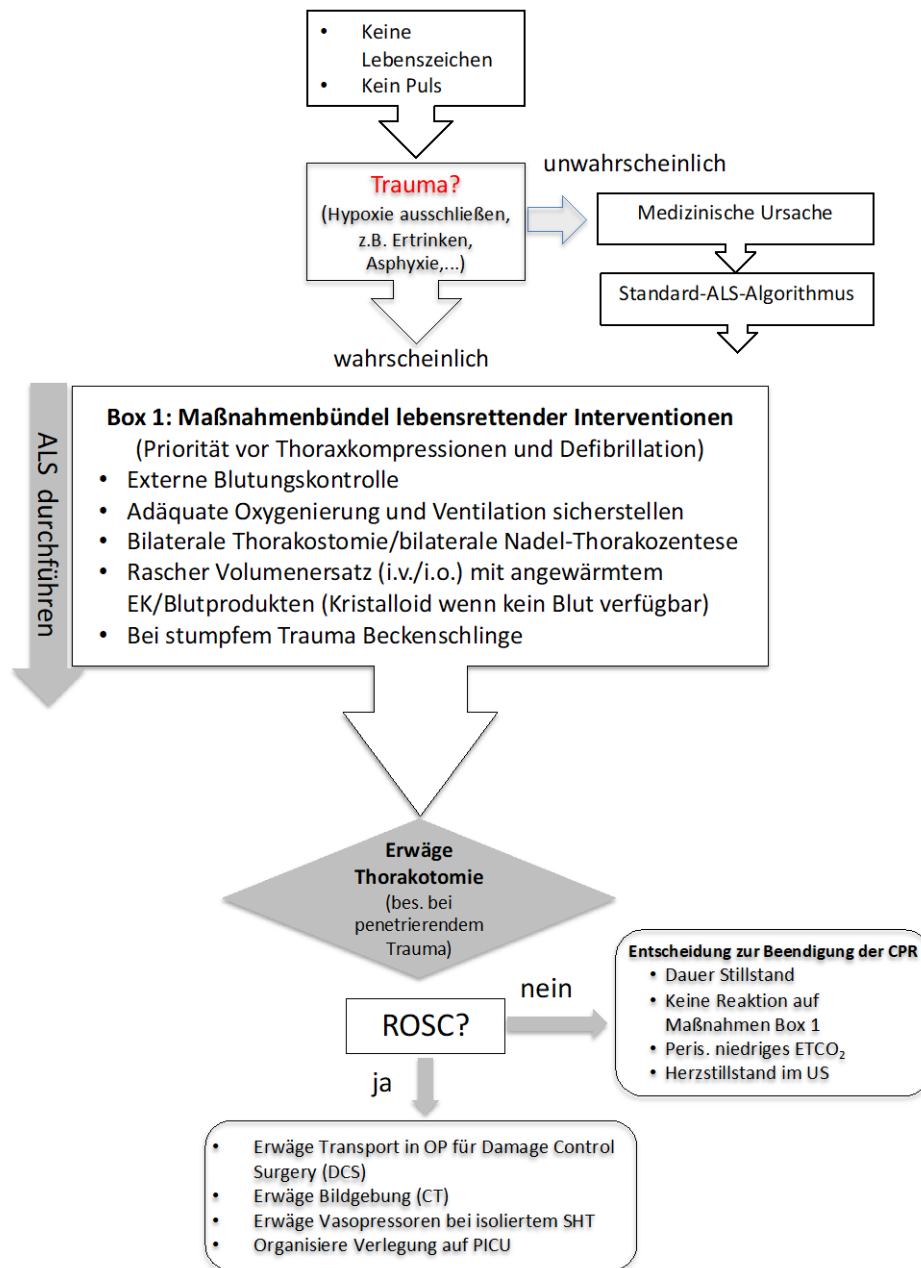 • Keine
Lebenszeichen
• Kein Puls
unwahrscheinlich
Trauma?
(Hypoxie ausschließen,
z.B. Ertrinken,
Asphyxie,...)
Medizinische Ursache
Standard-ALS-Algorithmus
wahrscheinlich
ALS durchführen
Box 1: Maßnahmenbündel lebensrettender Interventionen
(Priorität vor Thoraxkompressionen und Defibrillation)
• Externe Blutungskontrolle
• Adäquate Oxygenierung und Ventilation sicherstellen
• Bilaterale Thorakostomie/bilaterale Nadel-Thorakozentese
• Rascher Volumenersatz (i.v./i.o.) mit angewärmtem
EK/Blutprodukten (Kristalloid wenn kein Blut verfügbar)
• Bei stumpfem Trauma Beckenschlinge
Erwäge
Thorakotomie
(bes. bei
penetrierendem
Trauma)
ROSC?
nein
Entscheidung zur Beendigung der CPR
• Dauer Stillstand
• Keine Reaktion auf
Maßnahmen Box 1
• Peris. niedriges ETCO₂
• Herzstillstand im US
ja
• Erwäge Transport in OP für Damage Control
Surgery (DCS)
• Erwäge Bildgebung (CT)
• Erwäge Vasopressoren bei isoliertem SHT
• Organisiere Verlegung auf PICU